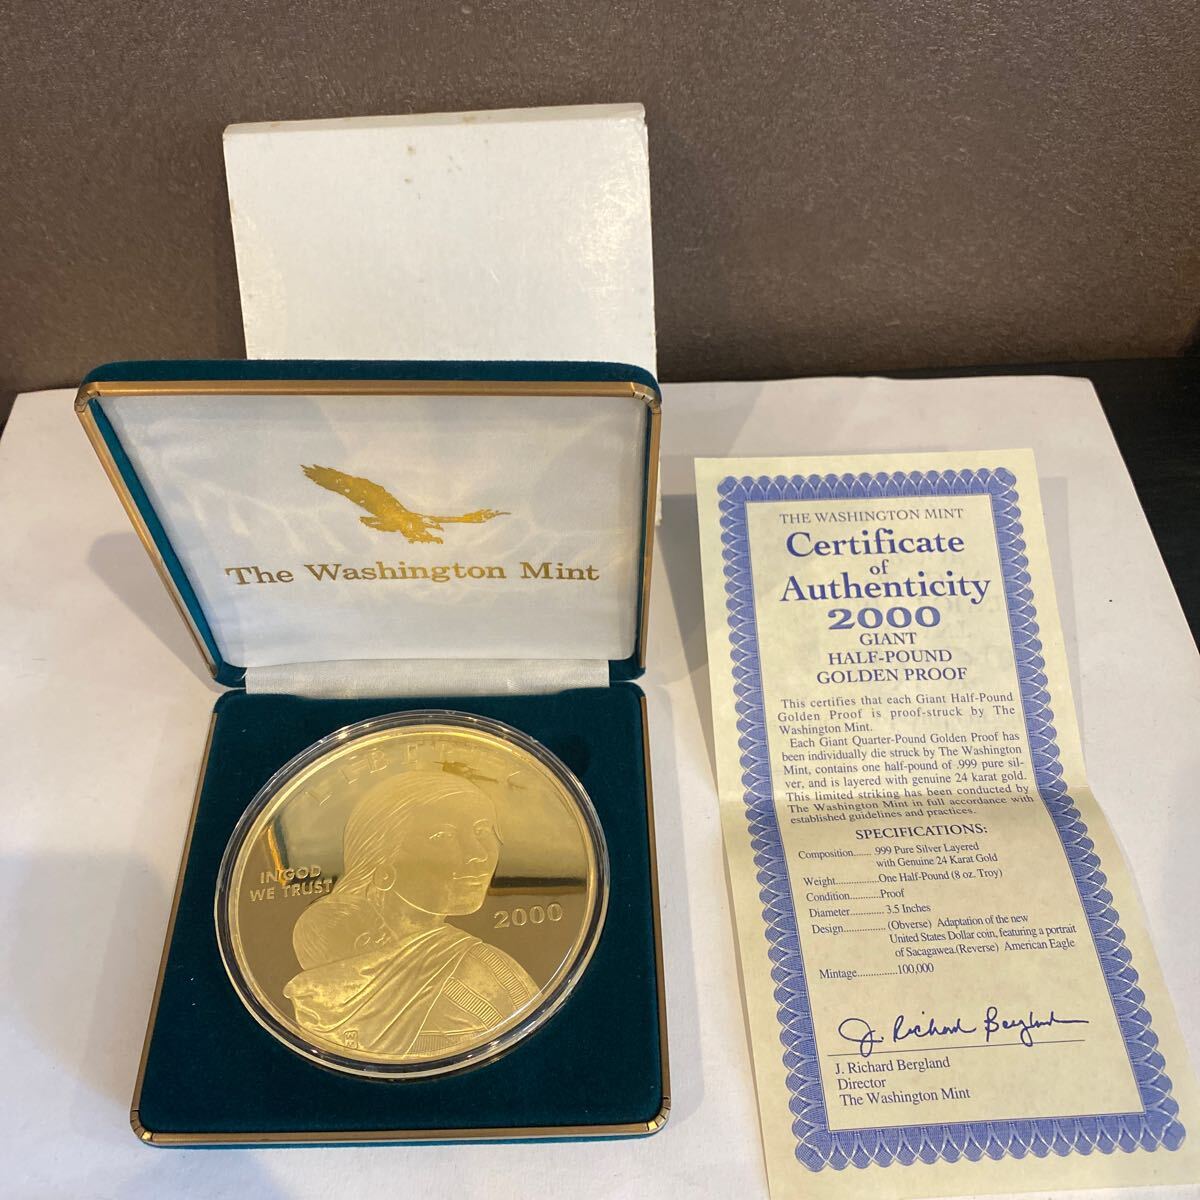 The Washington Mint
LIBERTY
IN GOD
WE TRUST
2000
THE WASHINGTON MINT
Certificate
of
Authenticity
2000
GIANT
HALF-POUND
GOLDEN PROOF
This certifies that each Giant Half-Pound
Golden Proof is proof-struck by The
Washington Mint.
Each Giant Quarter-Pound Golden Proof has
been individually die struck by The Washington
Mint, contains one half-pound of .999 pure sil-
ver, and is layered with genuine 24 karat gold.
This limited striking has been conducted by
The Washington Mint in full accordance with
established guidelines and practices.
SPECIFICATIONS:
Composition....... .999 Pure Silver Layered
with Genuine 24 Karat Gold
Weight................One Half-Pound (8 oz. Troy)
Condition...........Proof
Diameter............. 3.5 Inches
Design................ (Obverse) Adaptation of the new
United States Dollar coin, featuring a portrait
of Sacagawea.(Reverse) American Eagle
Mintage...............100,000
J. Richard Bergland
J. Richard Bergland
Director
The Washington Mint